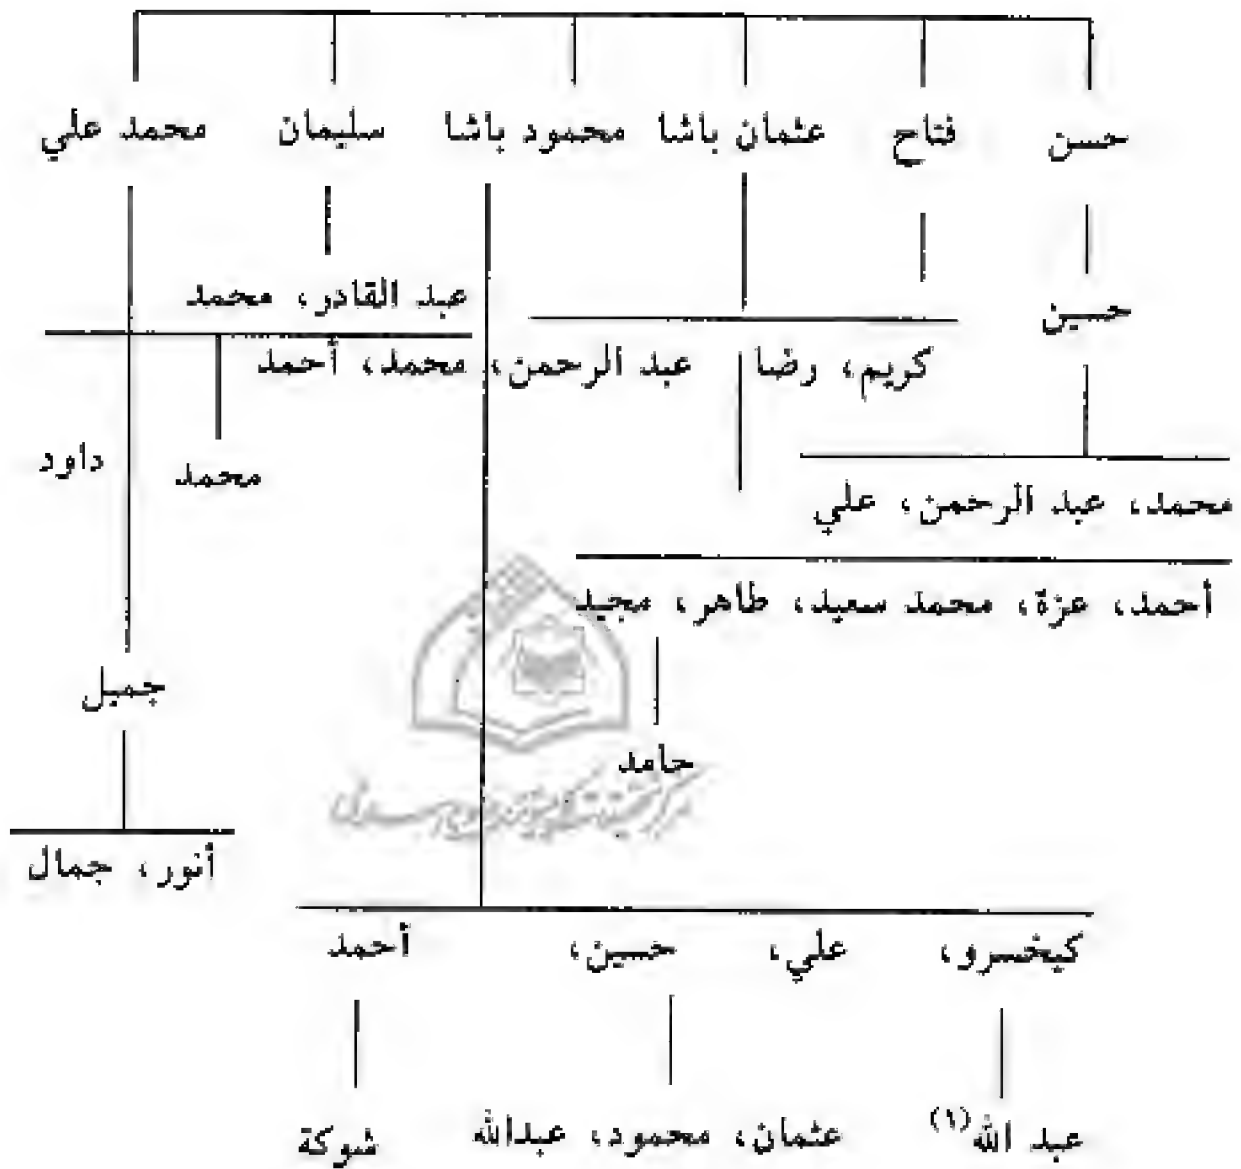 حسن فتاح عثمان باشا محمود باشا سليمان محمد علي
عبد القادر، محمد
حسين
كريم، رضا عبد الرحمن، محمد، أحمد
داود محمد
محمد، عبد الرحمن، علي
أحمد، عزة، محمد سعيد، طاهر، مجيد
جميل
حامد
أنور، جمال
كيخسرو، علي، حسين، أحمد
عبد الله(١) عثمان، محمود، عبدالله شوكة